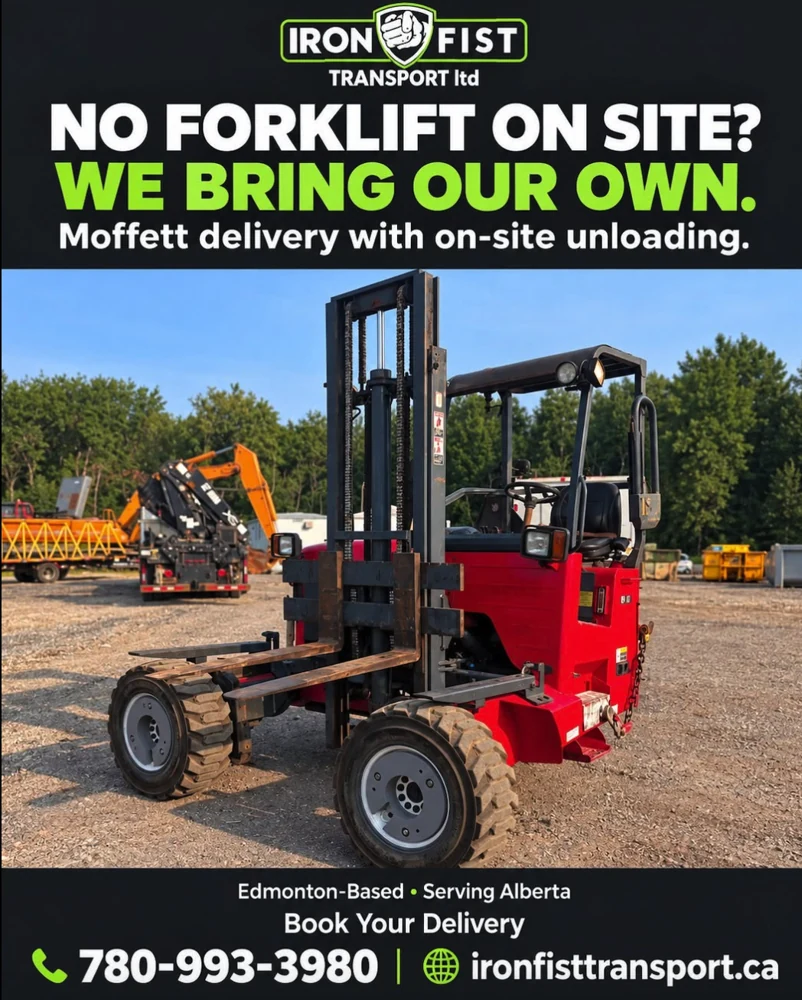 IRON FIST
TRANSPORT ltd
NO FORKLIFT ON SITE?
WE BRING OUR OWN.
Moffett delivery with on-site unloading.
Edmonton-Based • Serving Alberta
Book Your Delivery
780-993-3980 | ironfisttransport.ca